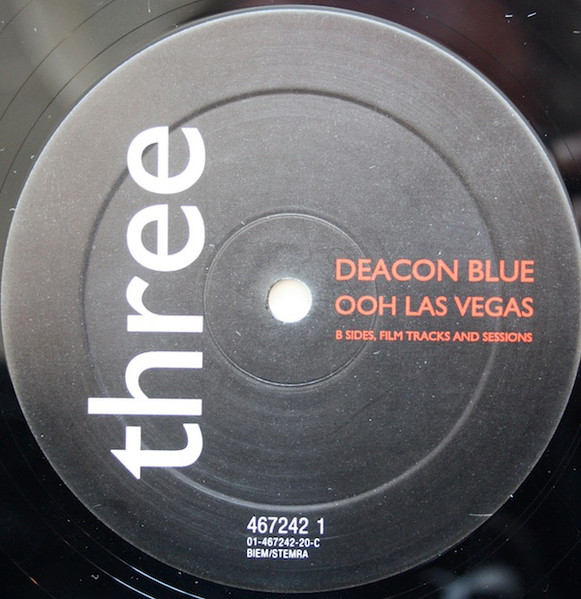 three
DEACON BLUE
OOH LAS VEGAS
B SIDES, FILM TRACKS AND SESSIONS
467242 1
01-467242-20-C
BIEM/STEMRA